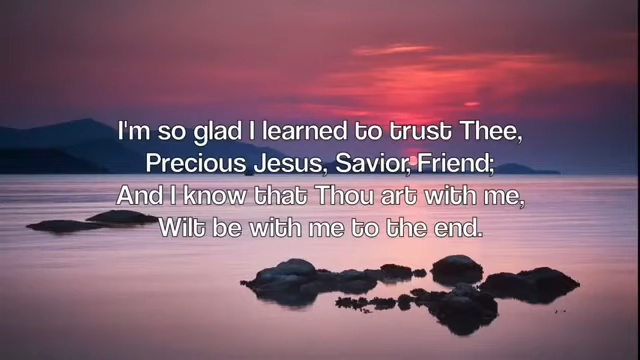 I'm so glad I learned to trust Thee,
Precious Jesus, Savior, Friend;
And I know that Thou art with me,
Wilt be with me to the end.